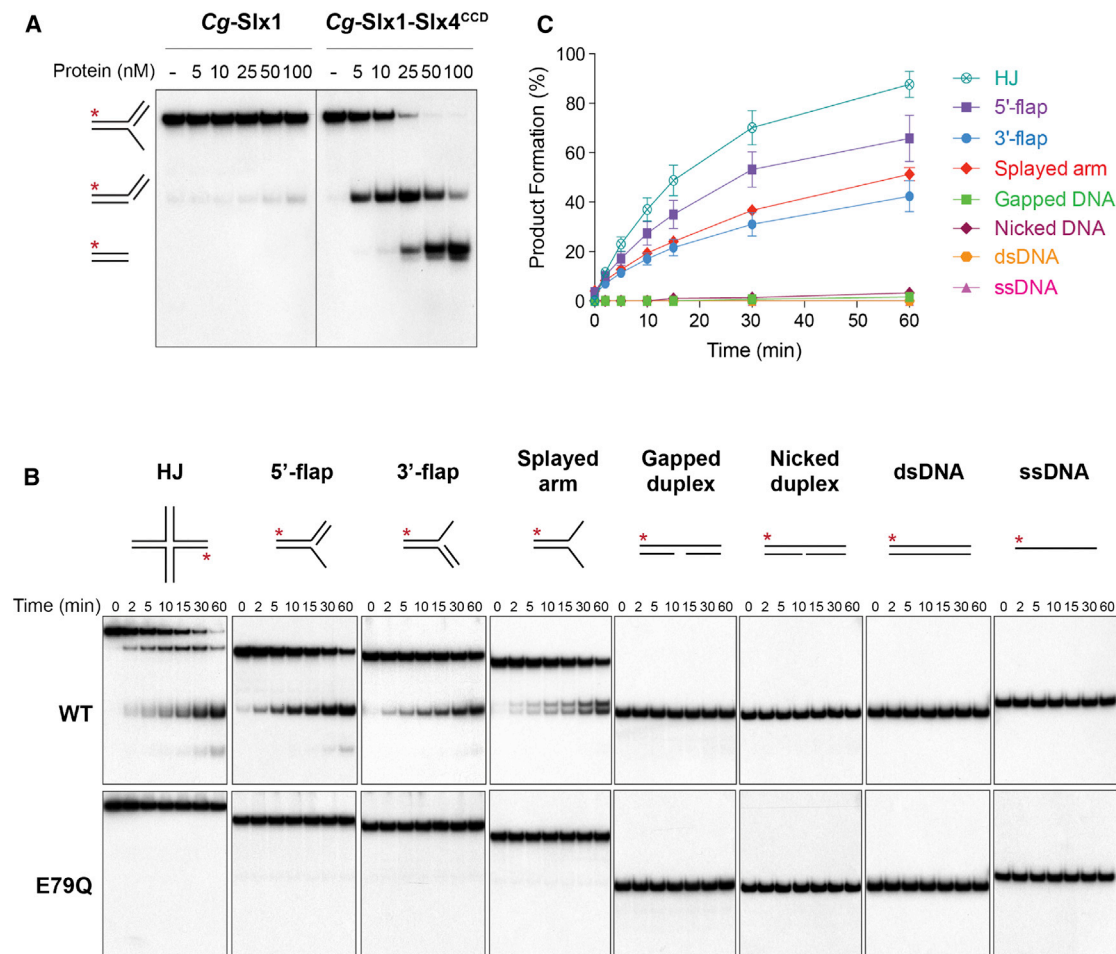 A
Cg-Slx1 Cg-Slx1-Slx4CCD
Protein (nM) - 5 10 25 50 100 - 5 10 25 50 100
*
*
*
C
Product Formation (%)
100
80
60
40
20
0
0 10 20 30 40 50 60
Time (min)
HJ
5'-flap
3'-flap
Splayed arm
Gapped DNA
Nicked DNA
dsDNA
ssDNA
B
HJ 5’-flap 3’-flap Splayed arm Gapped duplex Nicked duplex dsDNA ssDNA
* * * * * * * *
Time (min) 0 2 5 10 15 30 60 0 2 5 10 15 30 60 0 2 5 10 15 30 60 0 2 5 10 15 30 60 0 2 5 10 15 30 60 0 2 5 10 15 30 60 0 2 5 10 15 30 60 0 2 5 10 15 30 60
WT
E79Q